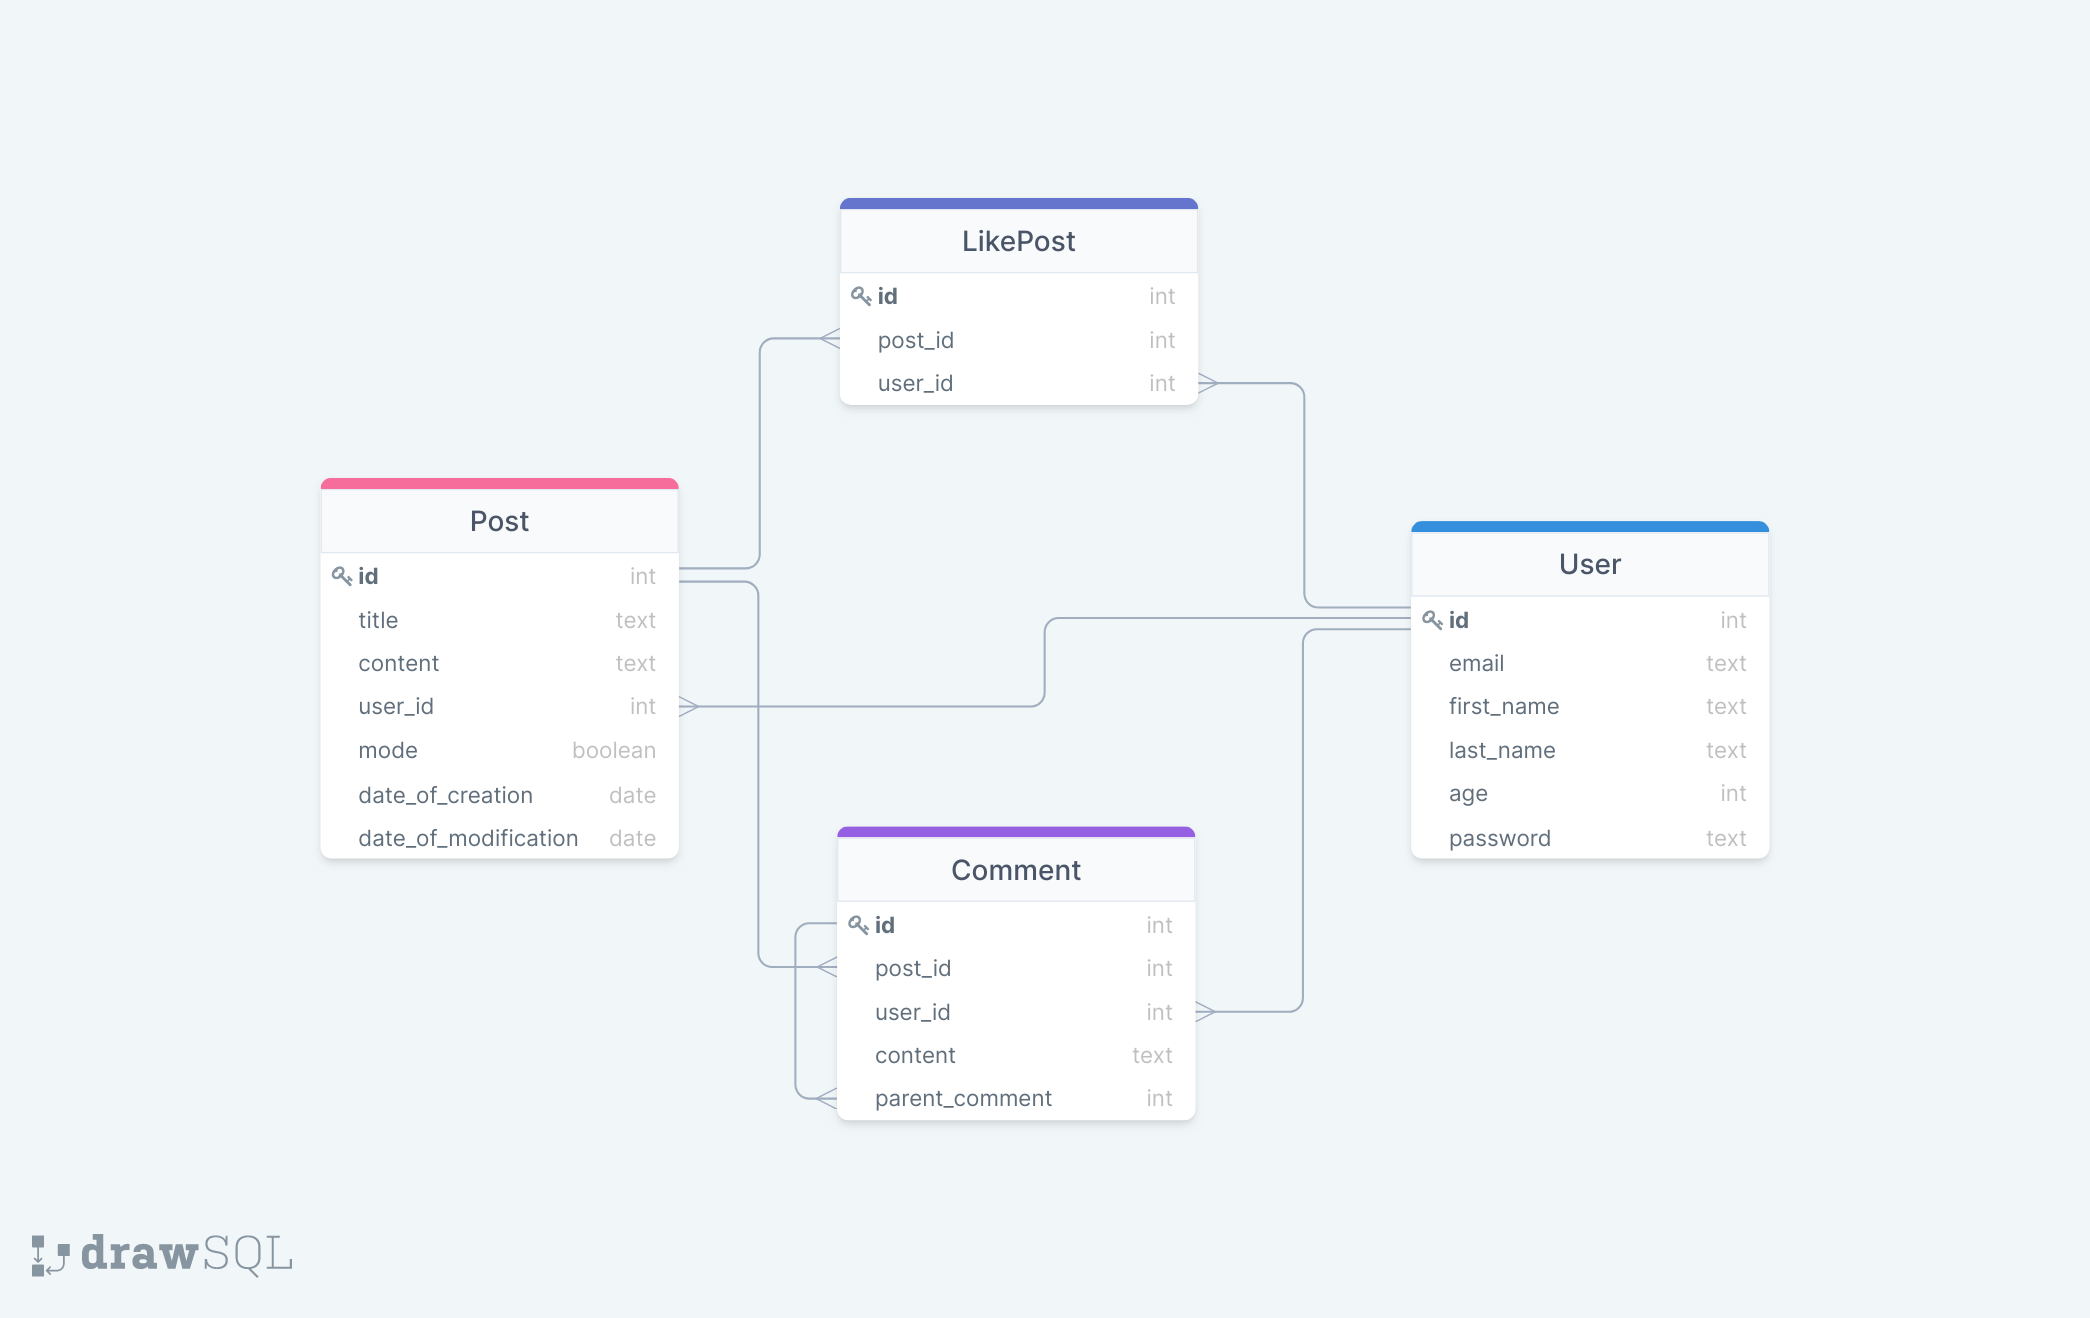 LikePost
id int
post_id int
user_id int
Post
id int
title text
content text
user_id int
mode boolean
date_of_creation date
date_of_modification date
User
id int
email text
first_name text
last_name text
age int
password text
Comment
id int
post_id int
user_id int
content text
parent_comment int
drawSQL